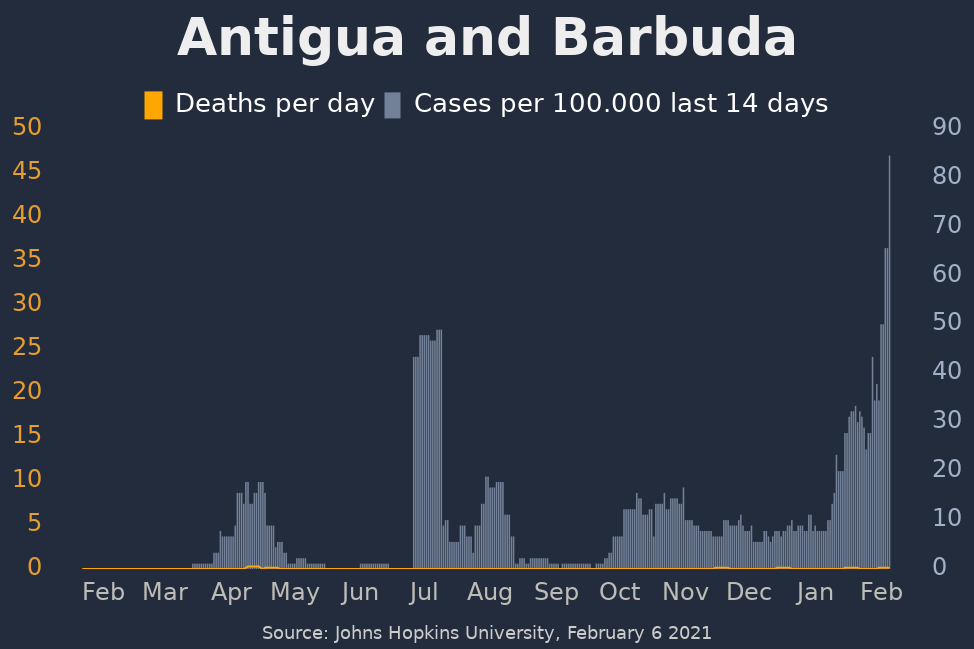 Antigua and Barbuda
Deaths per day Cases per 100.000 last 14 days
50 90
45 80
40 70
35 60
30 50
25 40
20 30
15 20
10 10
5 0
0
Feb Mar Apr May Jun Jul Aug Sep Oct Nov Dec Jan Feb
Source: Johns Hopkins University, February 6 2021